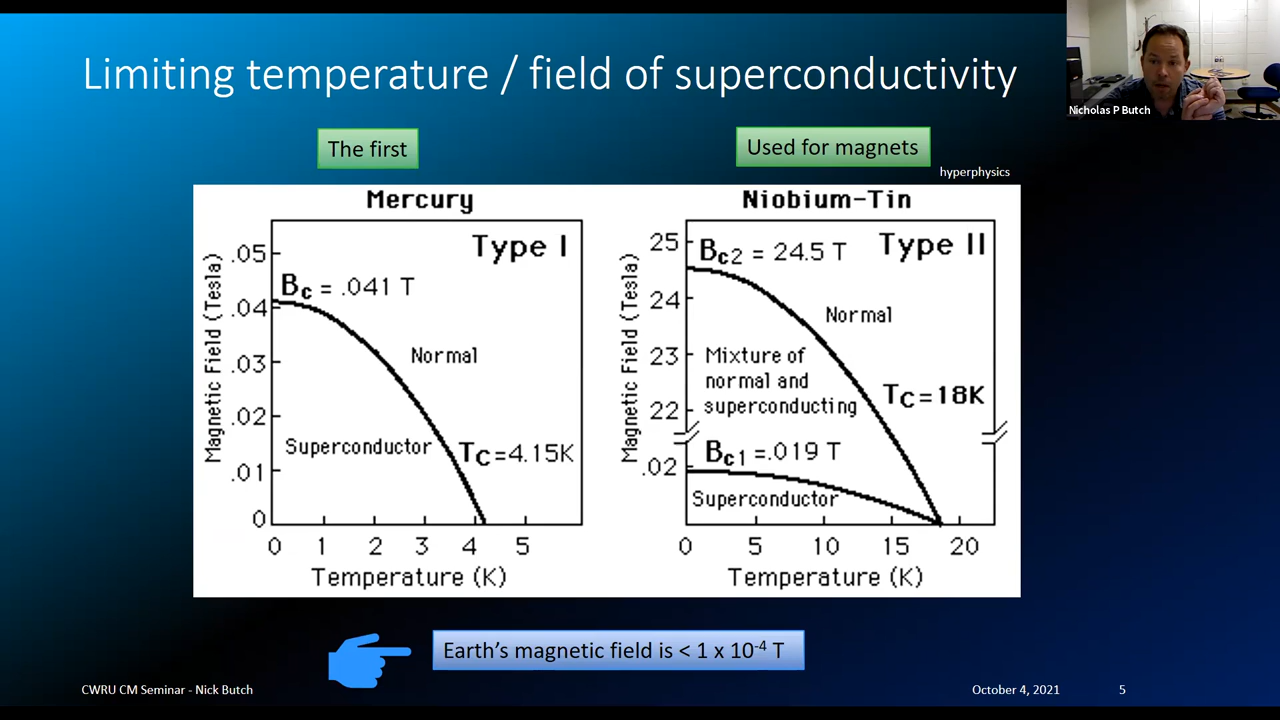 Limiting temperature / field of superconductivity
Nicholas P Butch
The first
Used for magnets
hyperphysics
Mercury
Type I
Magnetic Field (Tesla)
.05
.04
.03
.02
.01
0
Bc = .041 T
Normal
Superconductor
Tc=4.15K
0 1 2 3 4 5
Temperature (K)
Niobium-Tin
Type II
Magnetic Field (Tesla)
25
24
23
22
.02
Bc2 = 24.5 T
Normal
Mixture of
normal and
superconducting
Tc=18K
Bc1 = .019 T
Superconductor
0 5 10 15 20
Temperature (K)
Earth's magnetic field is < 1 x 10⁻⁴ T
CWRU CM Seminar - Nick Butch
October 4, 2021
5